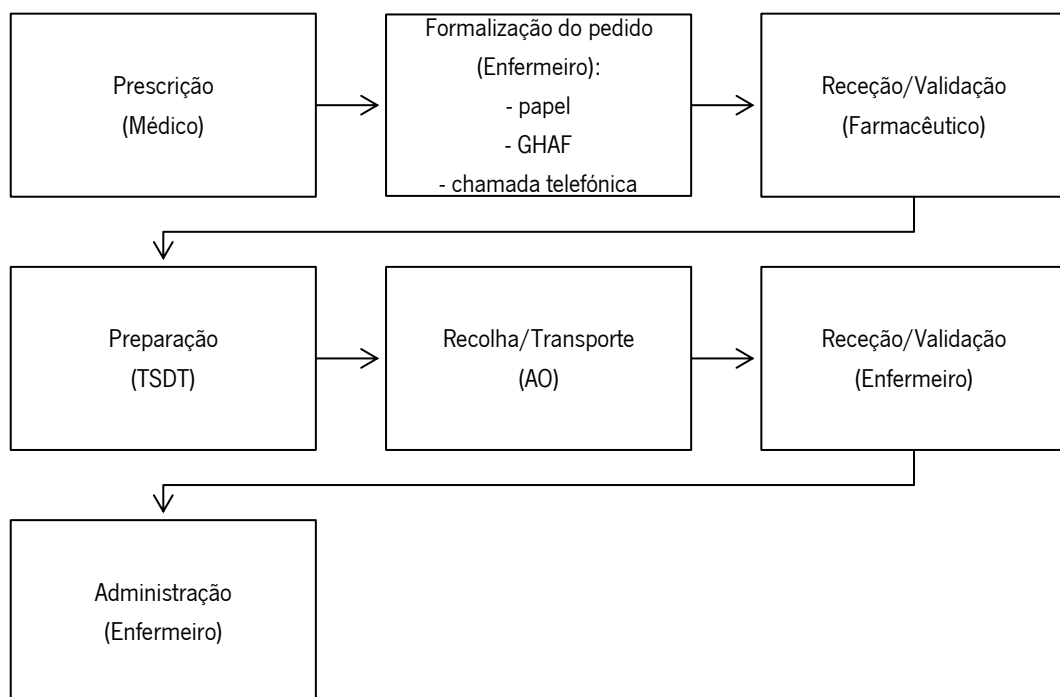 Prescrição
(Médico)
Formalização do pedido
(Enfermeiro):
- papel
- GHAF
- chamada telefónica
Receção/Validação
(Farmacêutico)
Preparação
(TSDT)
Recolha/Transporte
(AO)
Receção/Validação
(Enfermeiro)
Administração
(Enfermeiro)